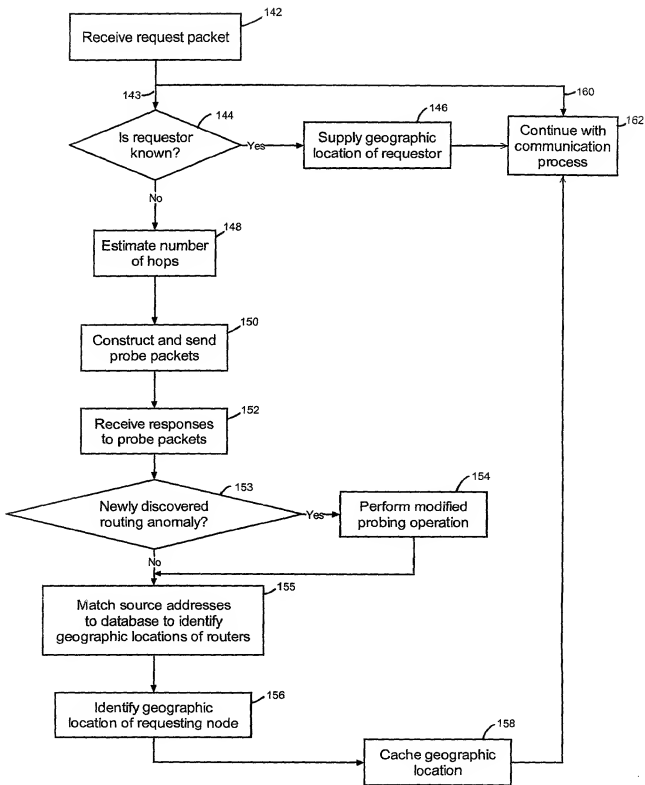 142
Receive request packet
143
160
144
Is requestor
known?
Yes
146
Supply geographic
location of requestor
162
Continue with
communication
process
No
148
Estimate number
of hops
150
Construct and send
probe packets
152
Receive responses
to probe packets
153
Newly discovered
routing anomaly?
Yes
154
Perform modified
probing operation
No
155
Match source addresses
to database to identify
geographic locations of routers
156
Identify geographic
location of requesting node
158
Cache geographic
location